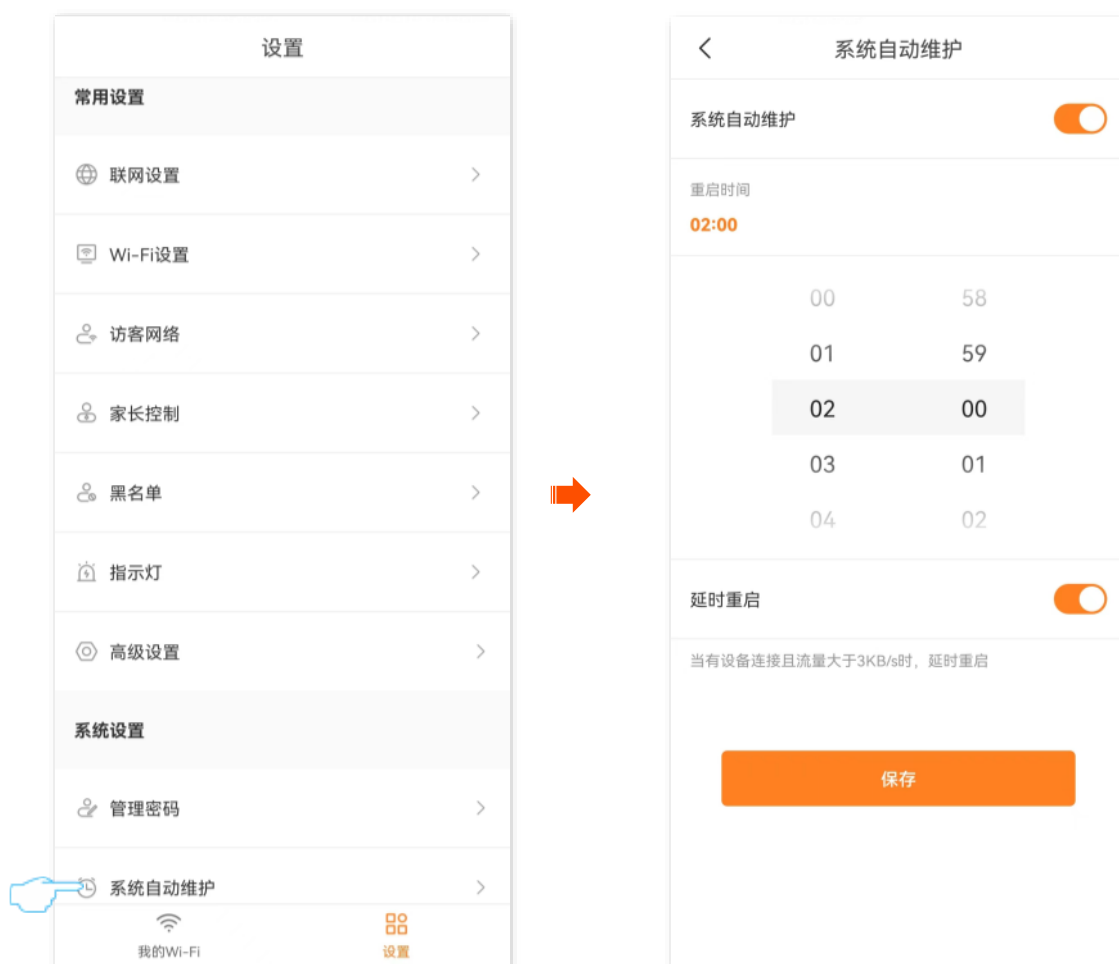 设置
常用设置
联网设置
Wi-Fi设置
访客网络
家长控制
黑名单
指示灯
高级设置
系统设置
管理密码
系统自动维护
我的Wi-Fi
设置
系统自动维护
系统自动维护
重启时间
02:00
00 58
01 59
02 00
03 01
04 02
延时重启
当有设备连接且流量大于3KB/s时，延时重启
保存